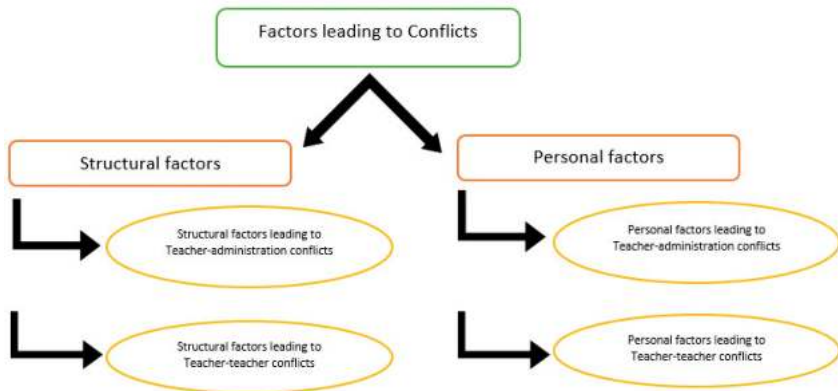 Factors leading to Conflicts
Structural factors
Personal factors
Structural factors leading to
Teacher-administration conflicts
Personal factors leading to
Teacher-administration conflicts
Structural factors leading to
Teacher-teacher conflicts
Personal factors leading to
Teacher-teacher conflicts